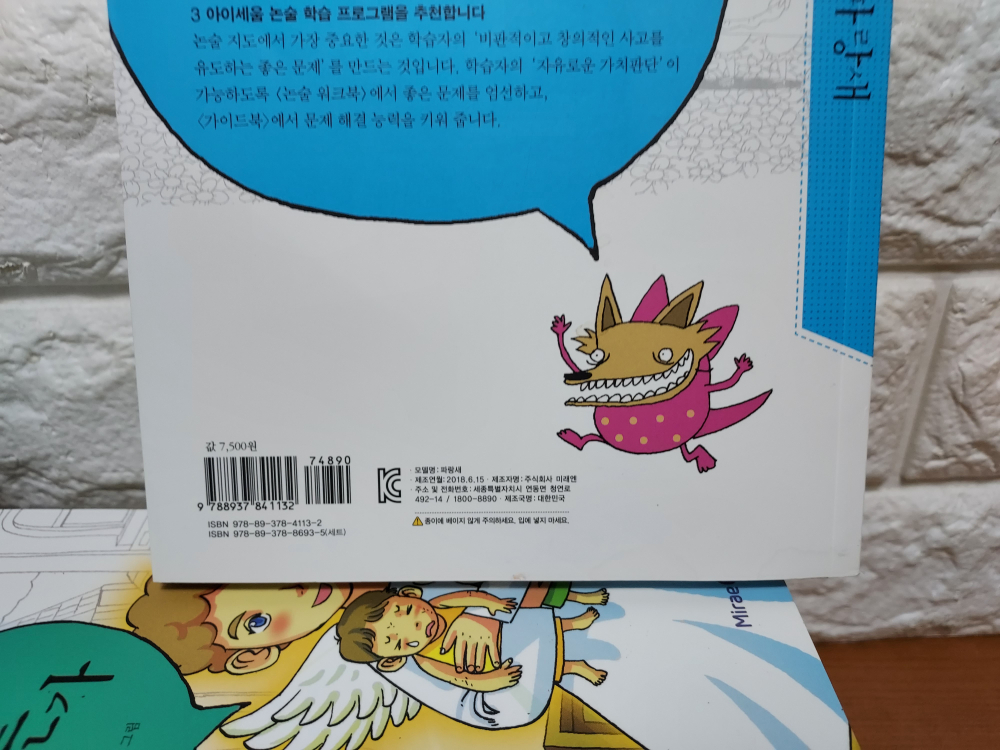 3 아이세움 논술 학습 프로그램을 추천합니다
논술 지도에서 가장 중요한 것은 학습자의 '비판적이고 창의적인 사고를
유도하는 좋은 문제'를 만드는 것입니다. 학습자의 '자유로운 가치판단'이
가능하도록 〈논술 워크북〉에서 좋은 문제를 엄선하고,
〈가이드북〉에서 문제 해결 능력을 키워 줍니다.
파랑새
값 7,500원
74890
9 788937 841132
ISBN 978-89-378-4113-2
ISBN 978-89-378-8693-5(세트)
· 모델명: 파랑새
· 제조연월: 2018.6.15 · 제조자명: 주식회사 미래엔
· 주소 및 전화번호: 세종특별자치시 연동면 청연로
492-14 / 1800-8890 · 제조국명: 대한민국
종이에 베이지 않게 주의하세요. 입에 넣지 마세요.
Mirae
그림